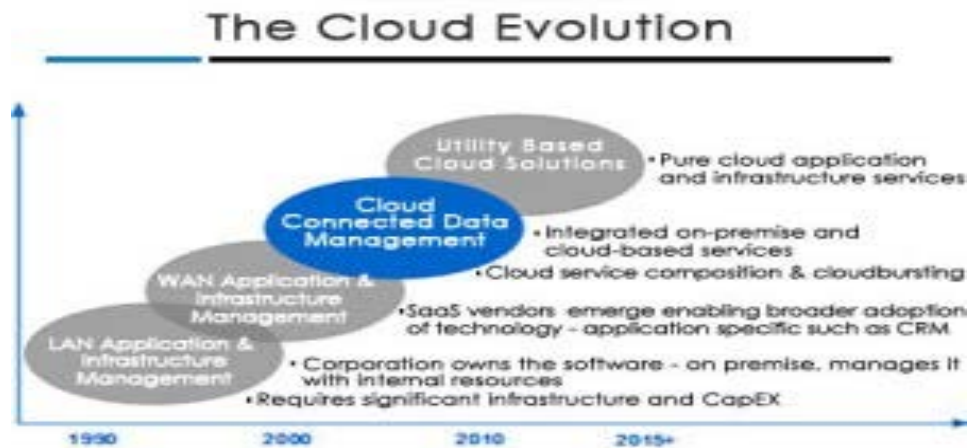 The Cloud Evolution
Utility Based
Cloud Solutions
• Pure cloud application
and infrastructure services
Cloud
Connected Data
Management
• Integrated on-premise and
cloud-based services
• Cloud service composition & cloudbursting
WAN Application &
Infrastructure
Management
• SaaS vendors emerge enabling broader adoption
of technology - application specific such as CRM
LAN Application &
Infrastructure
Management
• Corporation owns the software - on premise, manages it
with internal resources
• Requires significant infrastructure and CapEX
1990 2000 2010 2015+